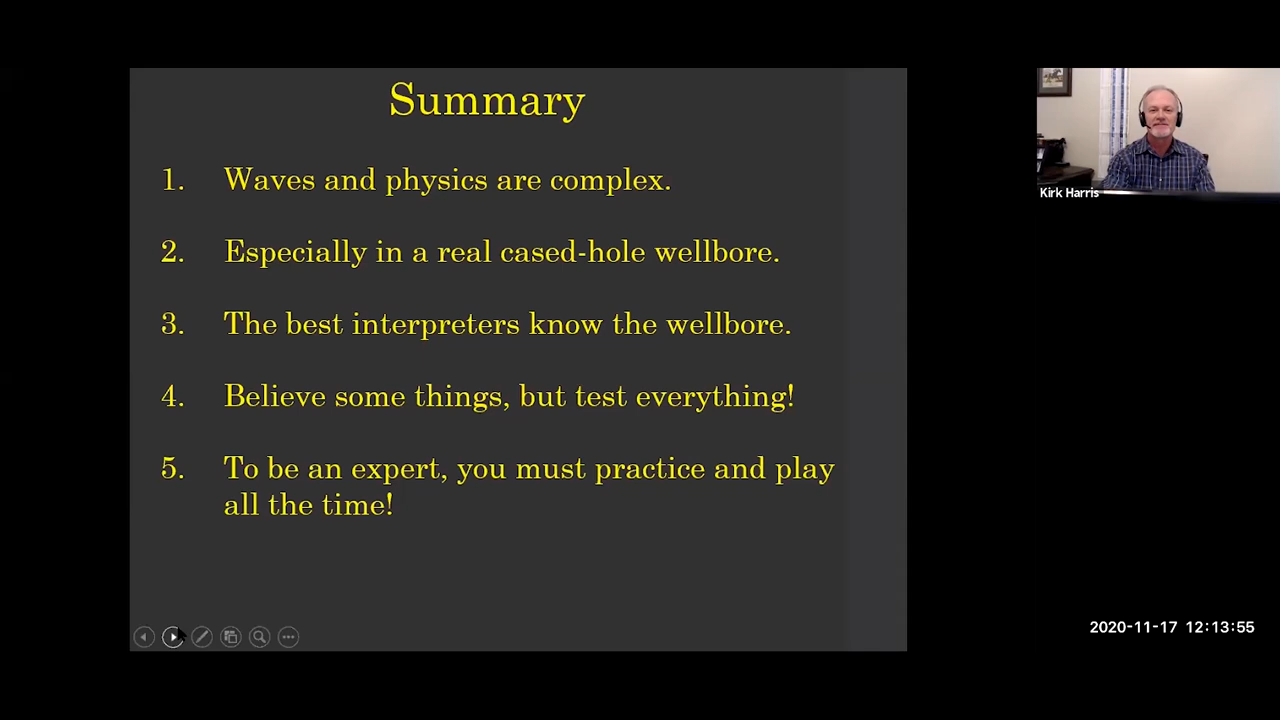 Summary
1. Waves and physics are complex.
2. Especially in a real cased-hole wellbore.
3. The best interpreters know the wellbore.
4. Believe some things, but test everything!
5. To be an expert, you must practice and play
all the time!
Kirk Harris
2020-11-17 12:13:55